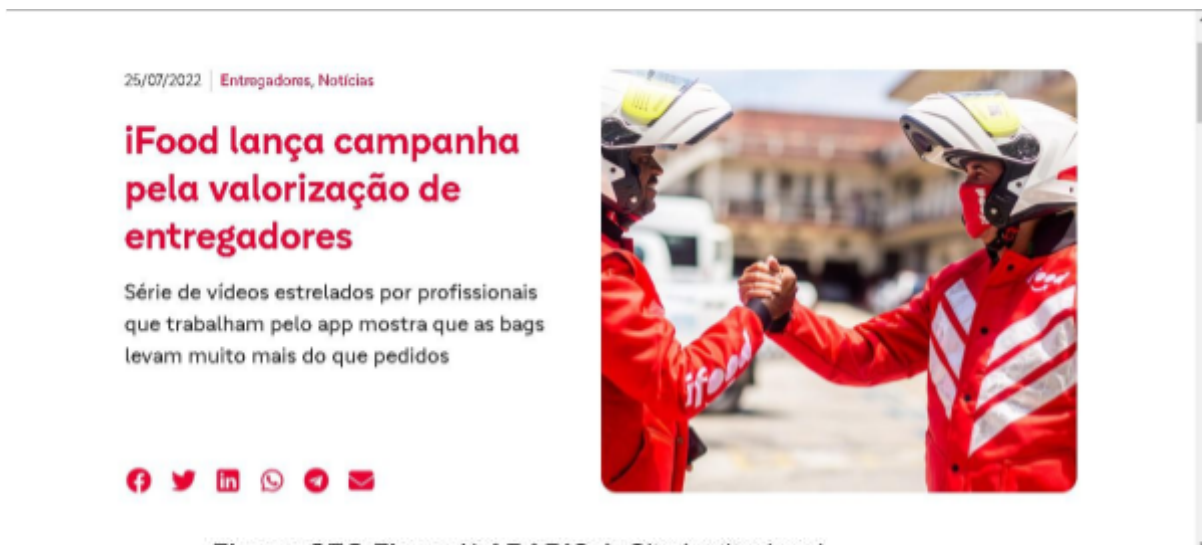 25/07/2022 | Entregadores, Notícias
iFood lança campanha
pela valorização de
entregadores
Série de vídeos estrelados por profissionais
que trabalham pelo app mostra que as bags
levam muito mais do que pedidos
ifood
ifood